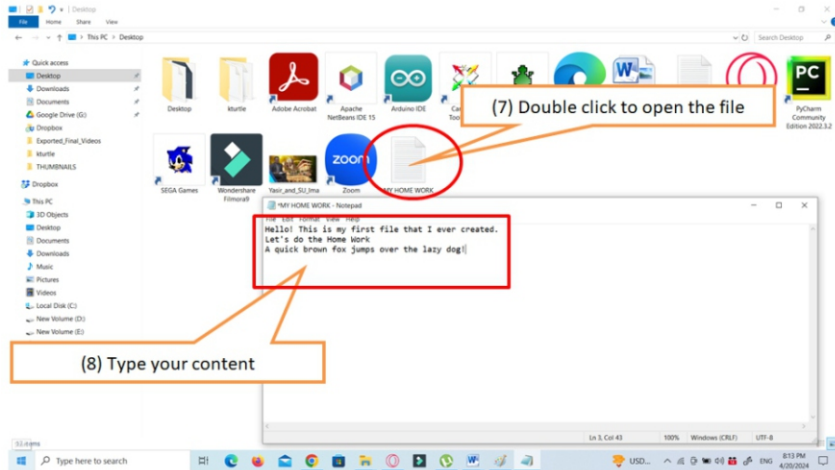 Desktop
File Home Share View
This PC > Desktop
Search Desktop
Quick access
Desktop
Downloads
Documents
Google Drive (G:)
Dropbox
Exported_Final_Videos
kturtle
THUMBNAILS
Dropbox
This PC
3D Objects
Desktop
Documents
Downloads
Music
Pictures
Videos
Local Disk (C:)
New Volume (D:)
New Volume (E:)
Desktop
kturtle
Adobe Acrobat
Apache
NetBeans IDE 15
Arduino IDE
PC
PyCharm
Community
Edition 2022.3.2
(7) Double click to open the file
SEGA Games
Wondershare
Filmora9
Yasir_and_SU_Ima
zoom
Zoom
MY HOME WORK
*MY HOME WORK - Notepad
File Edit Format View Help
Hello! This is my first file that I ever created.
Let's do the Home Work
A quick brown fox jumps over the lazy dog!
(8) Type your content
Ln 3, Col 43 100% Windows (CRLF) UTF-8
53 items
Type here to search
USD...
ENG
8:13 PM
4/20/2024